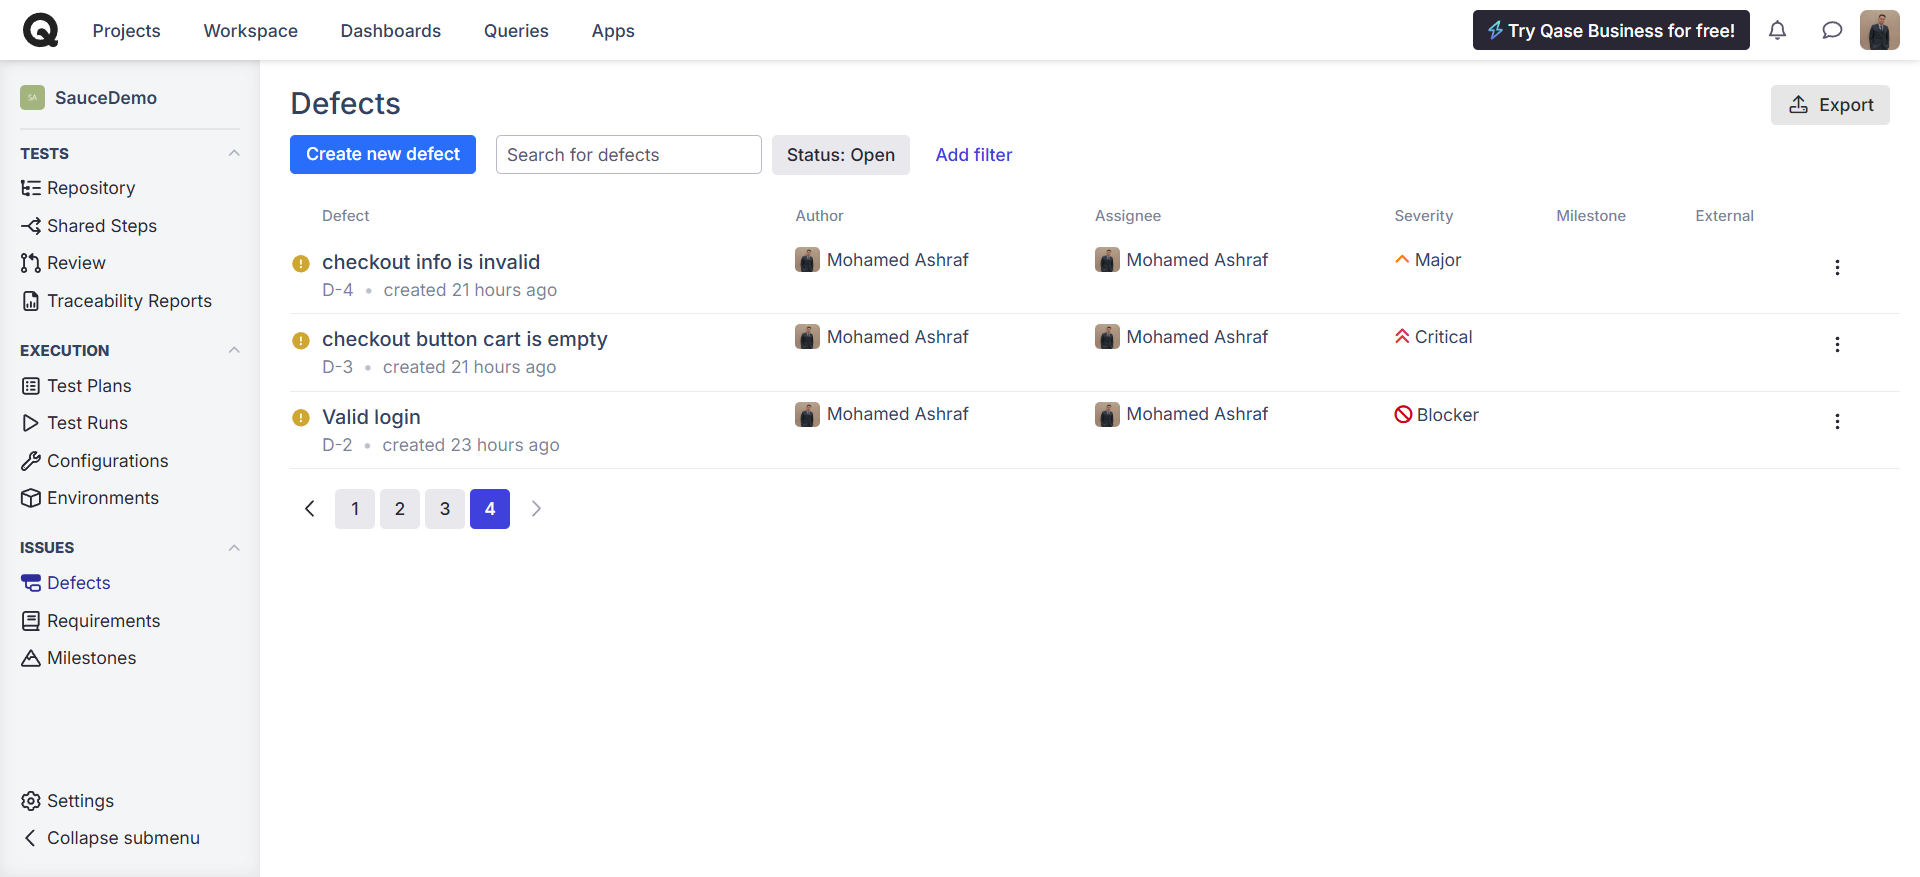 Projects Workspace Dashboards Queries Apps Try Qase Business for free!
SA SauceDemo
TESTS
Repository
Shared Steps
Review
Traceability Reports
EXECUTION
Test Plans
Test Runs
Configurations
Environments
ISSUES
Defects
Requirements
Milestones
Settings
Collapse submenu
Defects
Export
Create new defect Search for defects Status: Open Add filter
Defect Author Assignee Severity Milestone External
checkout info is invalid Mohamed Ashraf Mohamed Ashraf Major
D-4 • created 21 hours ago
checkout button cart is empty Mohamed Ashraf Mohamed Ashraf Critical
D-3 • created 21 hours ago
Valid login Mohamed Ashraf Mohamed Ashraf Blocker
D-2 • created 23 hours ago
1 2 3 4